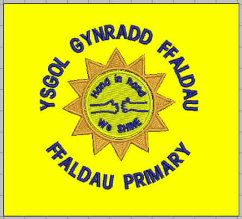 YSGOL GYNRADD FFALDAU
Hand in hand
We SHINE
FFALDAU PRIMARY